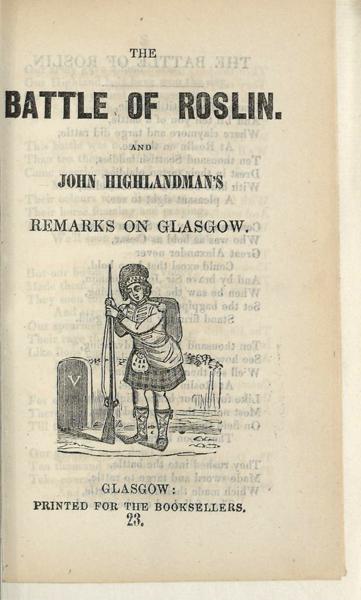 THE
BATTLE OF ROSLIN.
AND
JOHN HIGHLANDMAN'S
REMARKS ON GLASGOW.
V
GLASGOW:
PRINTED FOR THE BOOKSELLERS.
23.